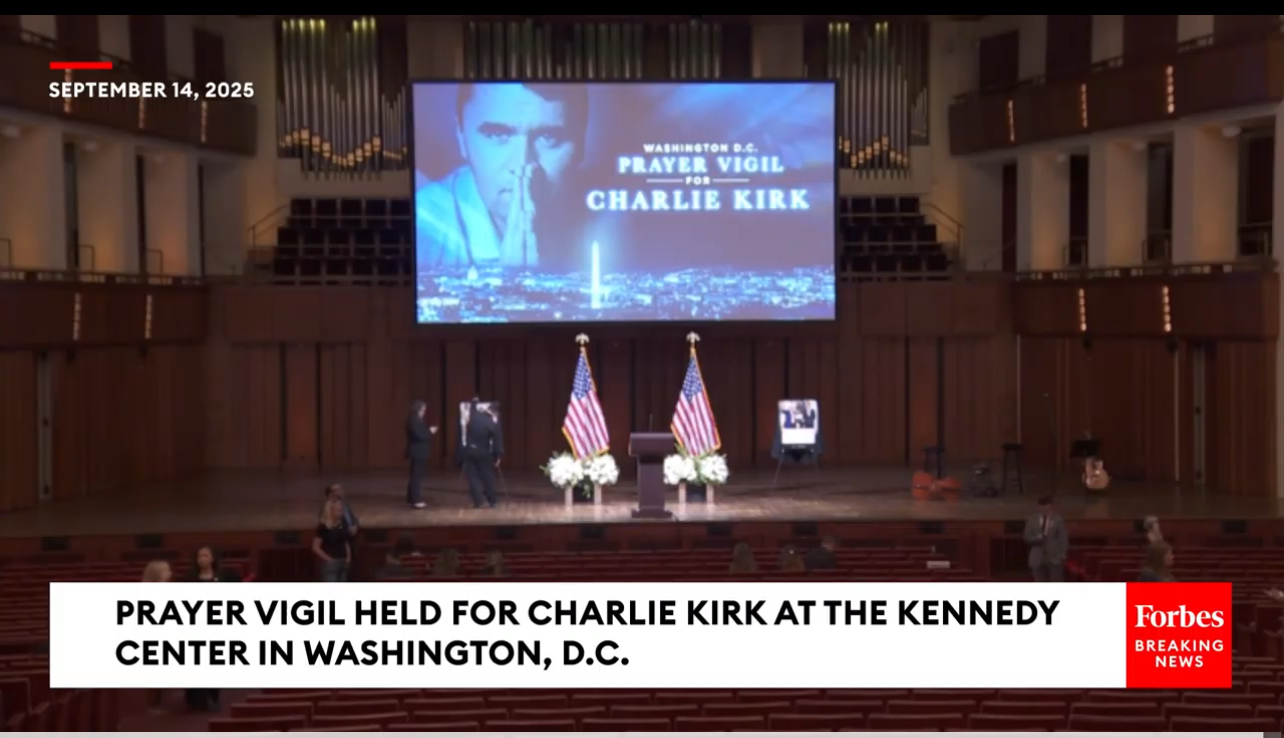 SEPTEMBER 14, 2025
WASHINGTON D.C.
PRAYER VIGIL
FOR
CHARLIE KIRK
PRAYER VIGIL HELD FOR CHARLIE KIRK AT THE KENNEDY
CENTER IN WASHINGTON, D.C.
Forbes
BREAKING
NEWS